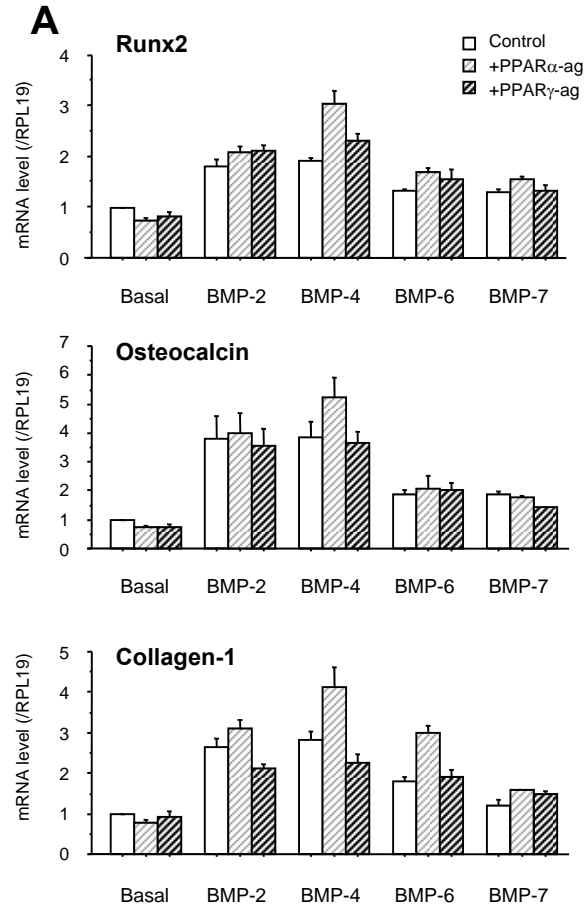 A
Runx2
Control
+PPARα-ag
+PPARγ-ag
mRNA level (/RPL19)
4
3
2
1
0
Basal BMP-2 BMP-4 BMP-6 BMP-7
Osteocalcin
mRNA level (/RPL19)
7
6
5
4
3
2
1
0
Basal BMP-2 BMP-4 BMP-6 BMP-7
Collagen-1
mRNA level (/RPL19)
5
4
3
2
1
0
Basal BMP-2 BMP-4 BMP-6 BMP-7